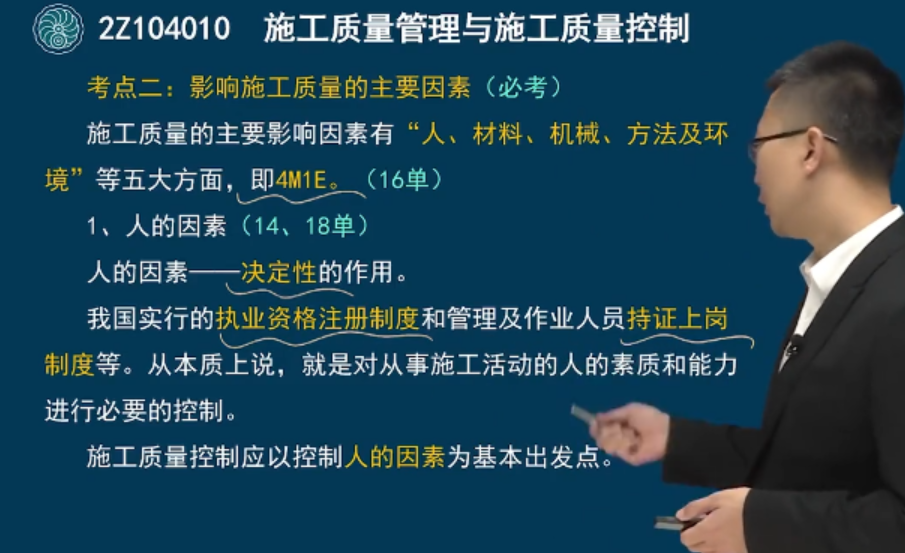 2Z104010 施工质量管理与施工质量控制
考点二：影响施工质量的主要因素（必考）
施工质量的主要影响因素有“人、材料、机械、方法及环
境”等五大方面，即4M1E。（16单）
1、人的因素（14、18单）
人的因素——决定性的作用。
我国实行的执业资格注册制度和管理及作业人员持证上岗
制度等。从本质上说，就是对从事施工活动的人的素质和能力
进行必要的控制。
施工质量控制应以控制人的因素为基本出发点。